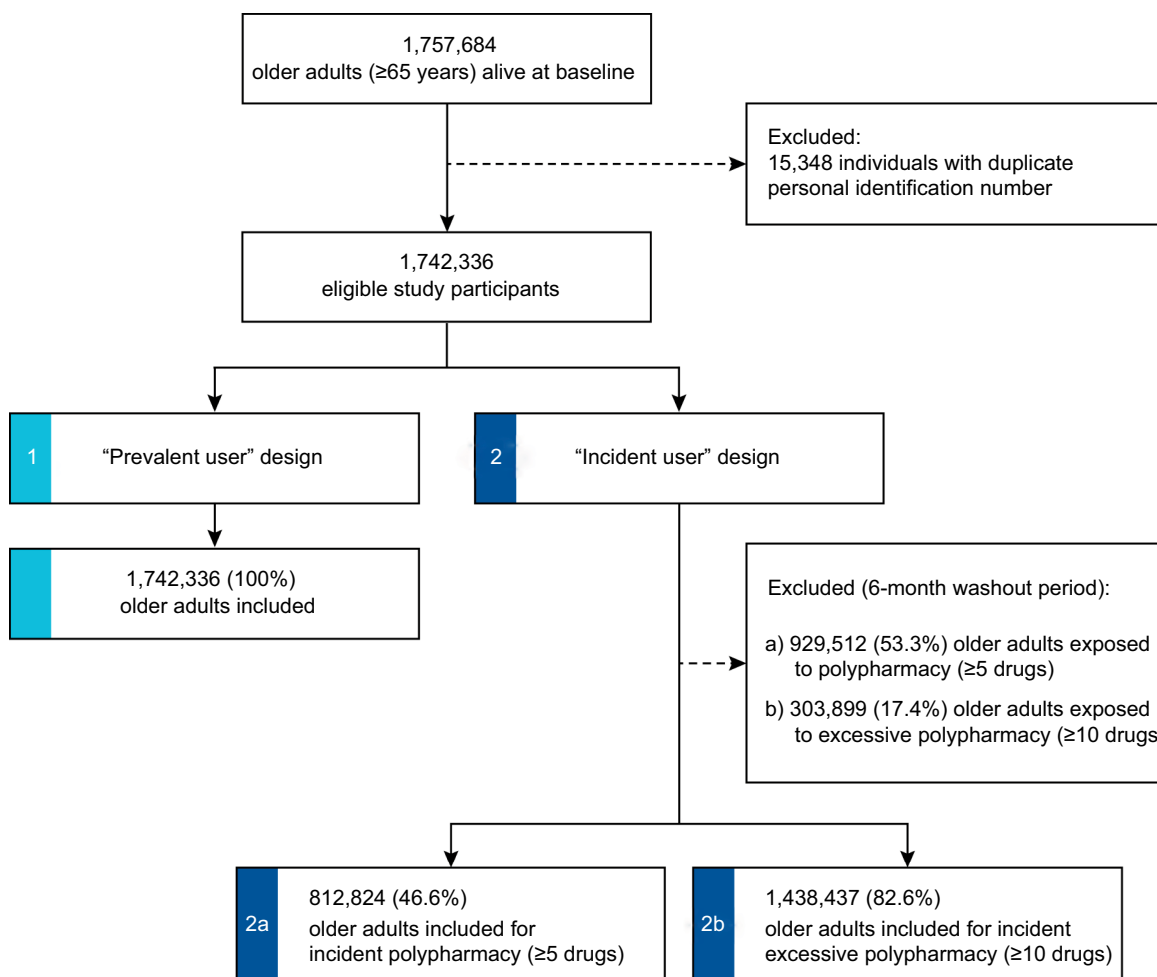 1,757,684
older adults (≥65 years) alive at baseline
Excluded:
15,348 individuals with duplicate
personal identification number
1,742,336
eligible study participants
1
“Prevalent user” design
2
“Incident user” design
1,742,336 (100%)
older adults included
Excluded (6-month washout period):
a) 929,512 (53.3%) older adults exposed
to polypharmacy (≥5 drugs)
b) 303,899 (17.4%) older adults exposed
to excessive polypharmacy (≥10 drugs
2a
812,824 (46.6%)
older adults included for
incident polypharmacy (≥5 drugs)
2b
1,438,437 (82.6%)
older adults included for incident
excessive polypharmacy (≥10 drugs)